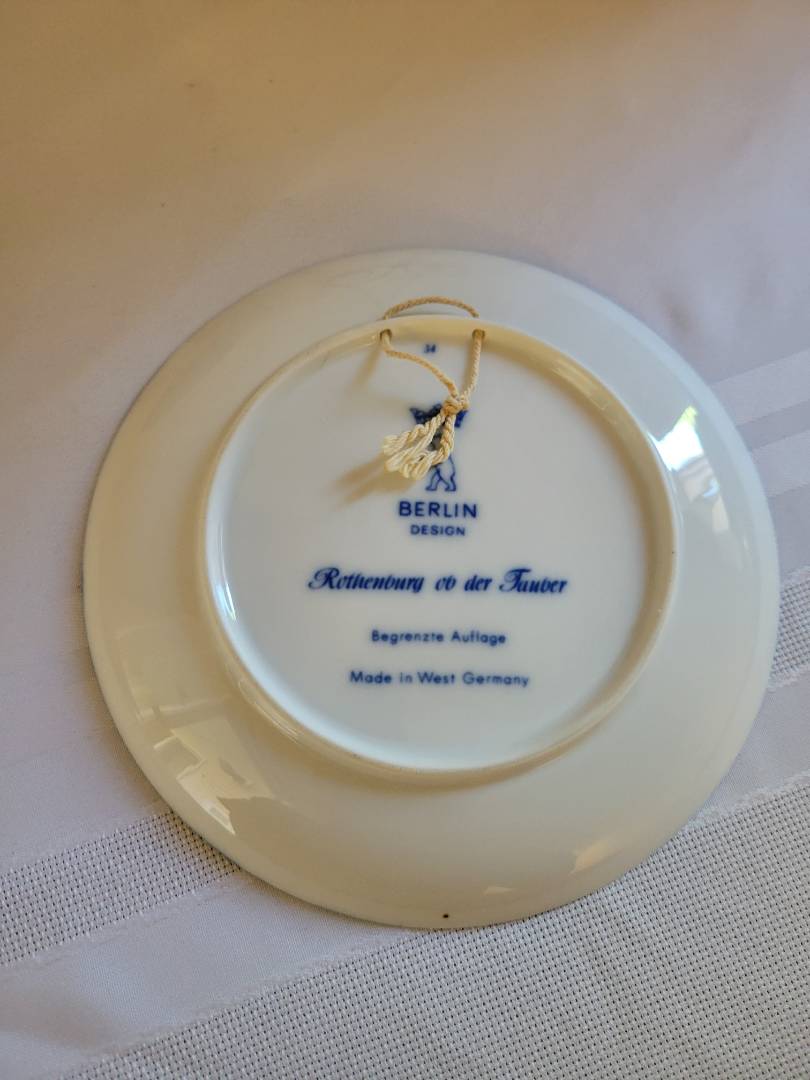 34
BERLIN
DESIGN
Rothenburg ob der Tauber
Begrenzte Auflage
Made in West Germany